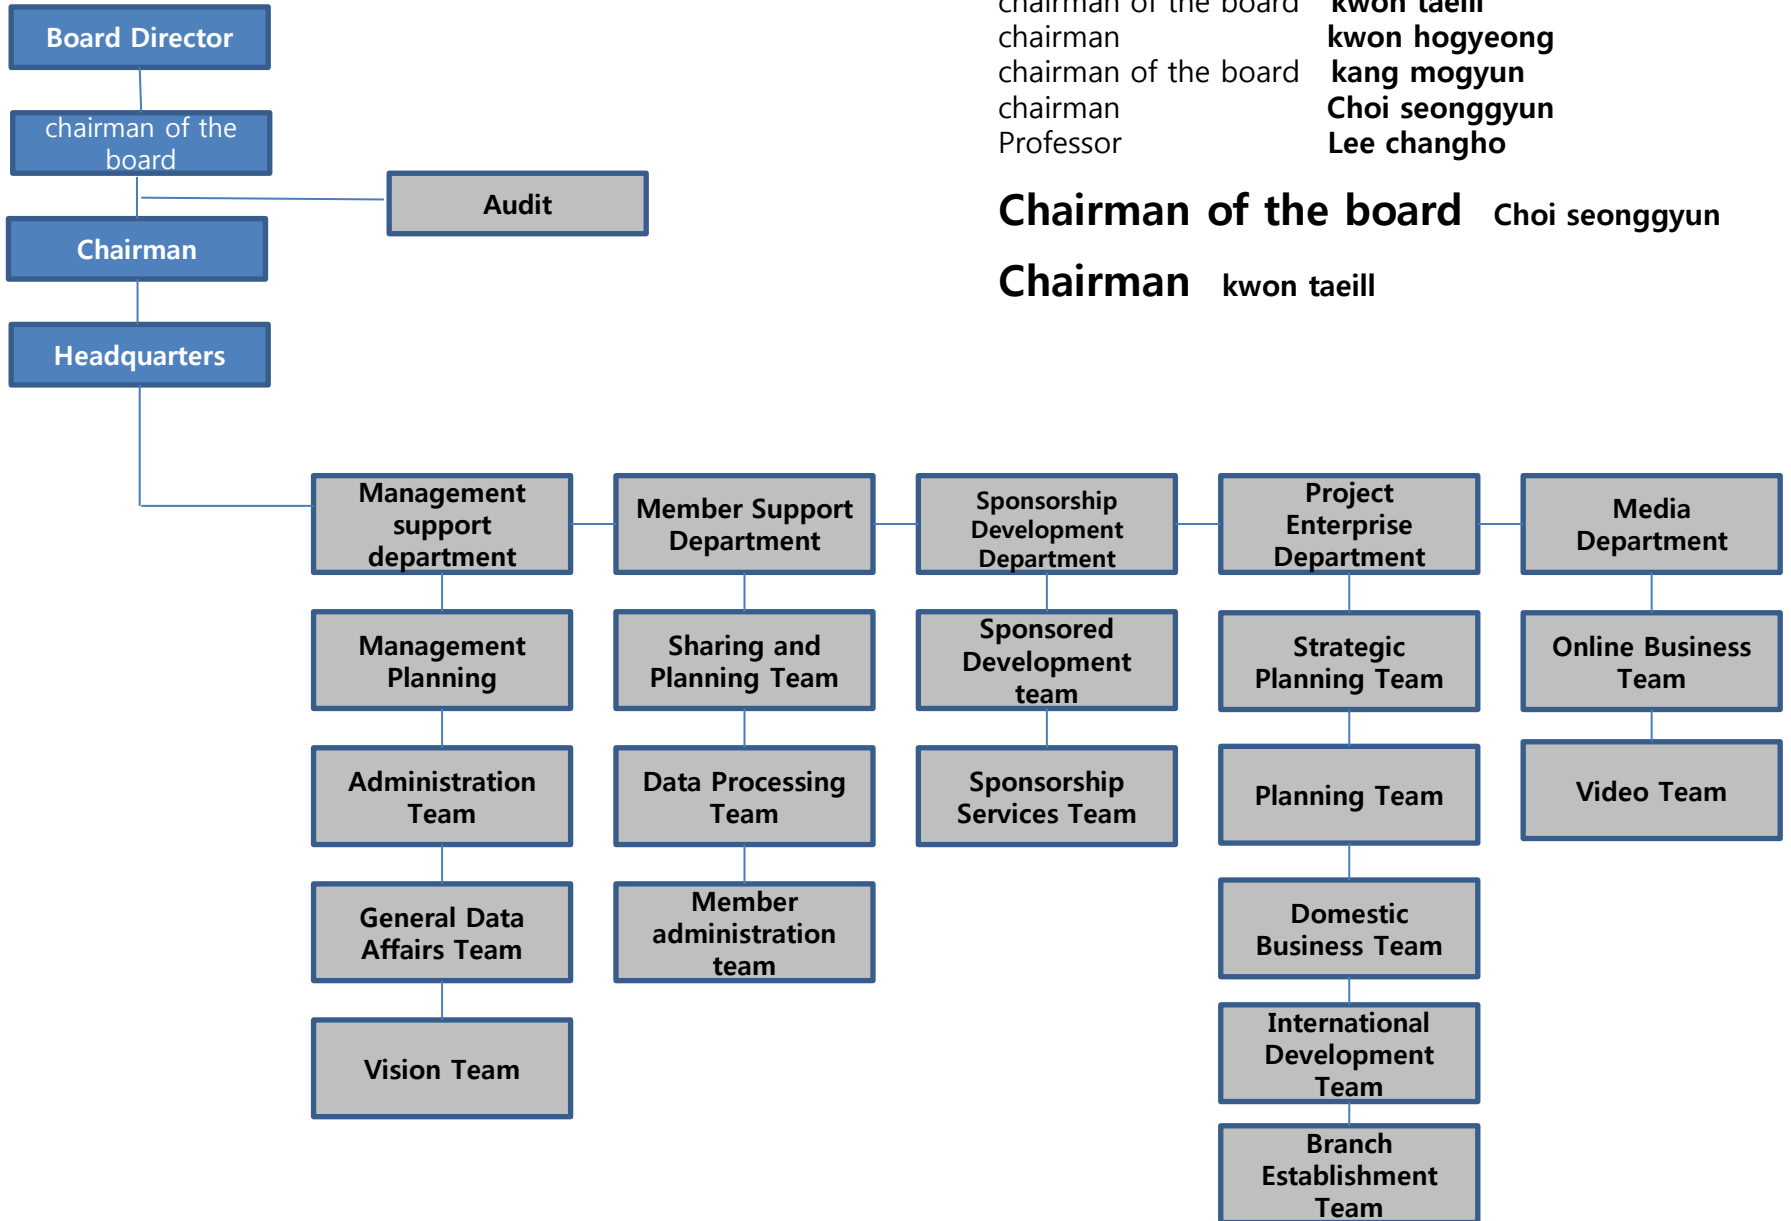 chairman of the board kwon taeill
chairman kwon hogyeong
chairman of the board kang mogyun
chairman Choi seonggyun
Professor Lee changho
Chairman of the board Choi seonggyun
Chairman kwon taeill
Board Director
chairman of the
board
Audit
Chairman
Headquarters
Management
support
department
Management
Planning
Administration
Team
General Data
Affairs Team
Vision Team
Member Support
Department
Sharing and
Planning Team
Data Processing
Team
Member
administration
team
Sponsorship
Development
Department
Sponsored
Development
team
Sponsorship
Services Team
Project
Enterprise
Department
Strategic
Planning Team
Planning Team
Domestic
Business Team
International
Development
Team
Branch
Establishment
Team
Media
Department
Online Business
Team
Video Team